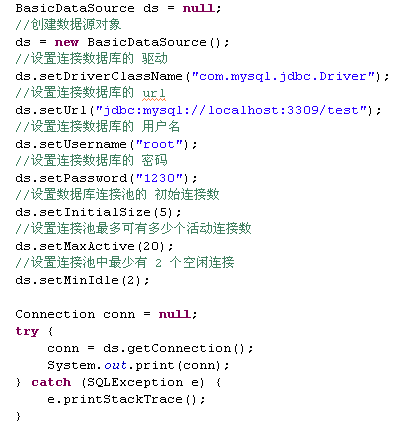 BasicDataSource ds = null;
//创建数据源对象
ds = new BasicDataSource();
//设置连接数据库的 驱动
ds.setDriverClassName("com.mysql.jdbc.Driver");
//设置连接数据库的 url
ds.setUrl("jdbc:mysql://localhost:3309/test");
//设置连接数据库的 用户名
ds.setUsername("root");
//设置连接数据库的 密码
ds.setPassword("1230");
//设置数据库连接池的 初始连接数
ds.setInitialSize(5);
//设置连接池最多可有多少个活动连接数
ds.setMaxActive(20);
//设置连接池中最少有 2 个空闲连接
ds.setMinIdle(2);
Connection conn = null;
try {
conn = ds.getConnection();
System.out.print(conn);
} catch (SQLException e) {
e.printStackTrace();
}